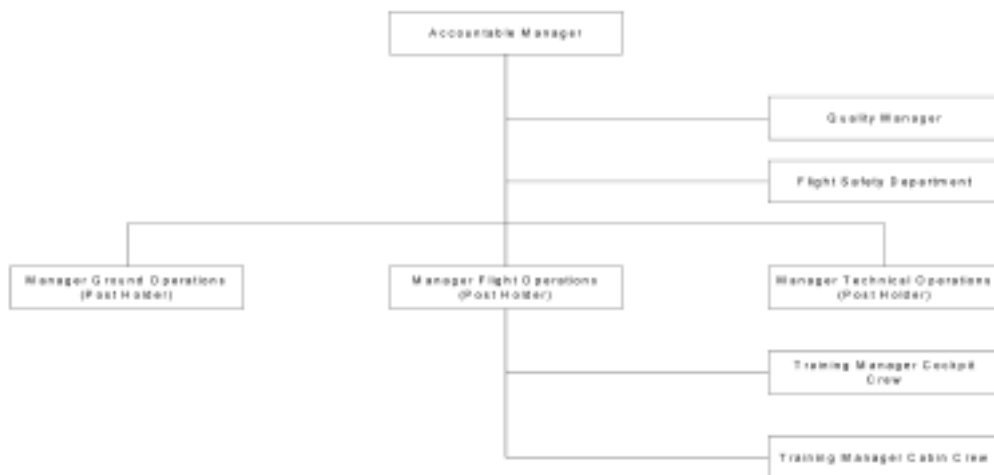 Accountable Manager
Quality Manager
Flight Safety Department
Manager Ground Operations
(Post Holder)
Manager Flight Operations
(Post Holder)
Manager Technical Operations
(Post Holder)
Training Manager Cockpit
Crew
Training Manager Cabin Crew